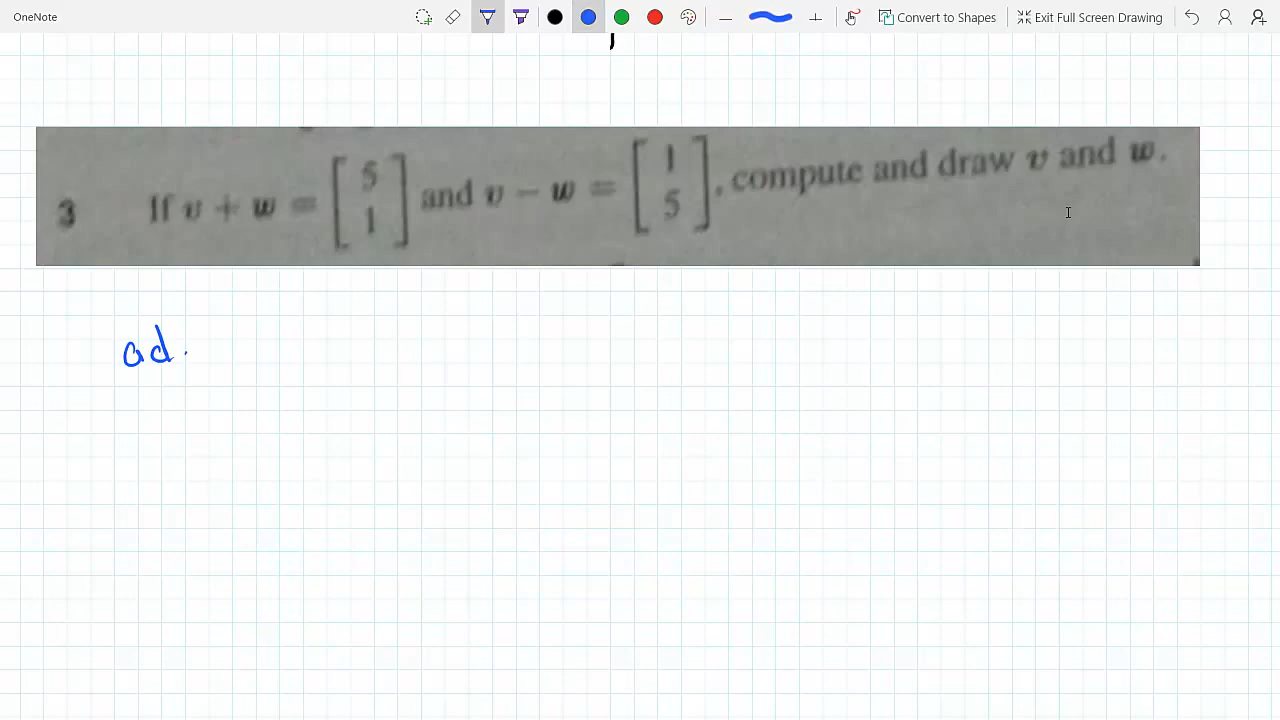 OneNote
Convert to Shapes
Exit Full Screen Drawing
3 If v + w = [5 1] and v - w = [1 5], compute and draw v and w.
ad.